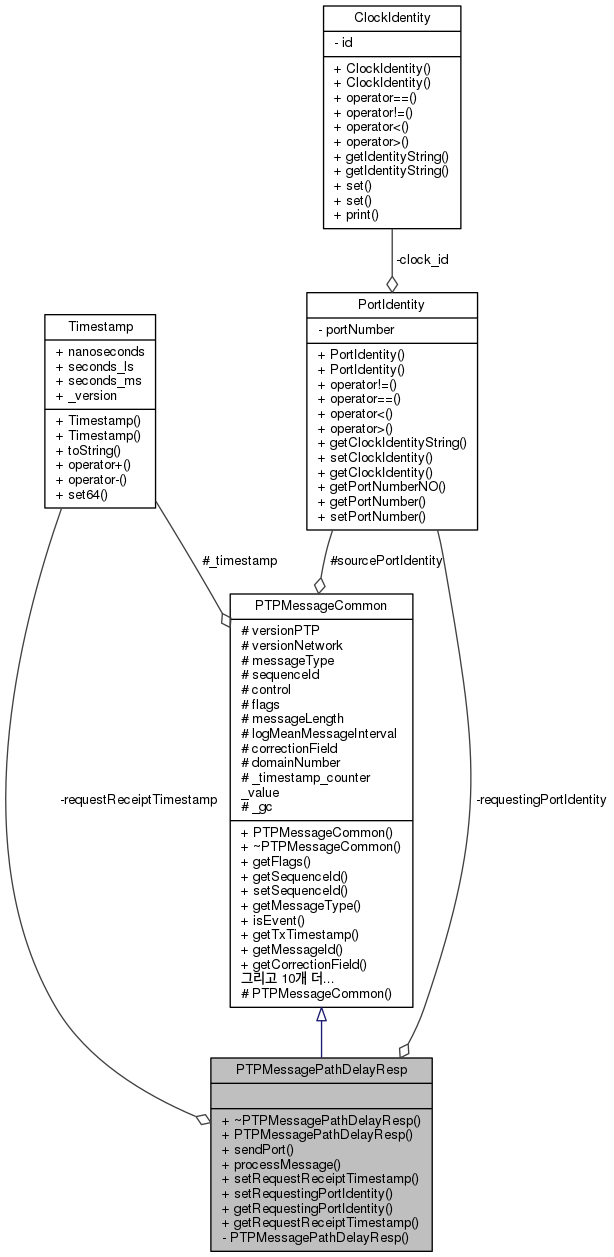 ClockIdentity
- id
+ ClockIdentity()
+ ClockIdentity()
+ operator==()
+ operator!=()
+ operator<()
+ operator>()
+ getIdentityString()
+ getIdentityString()
+ set()
+ set()
+ print()
-clock_id
PortIdentity
- portNumber
+ PortIdentity()
+ PortIdentity()
+ operator!=()
+ operator==()
+ operator<()
+ operator>()
+ getClockIdentityString()
+ setClockIdentity()
+ getClockIdentity()
+ getPortNumberNO()
+ getPortNumber()
+ setPortNumber()
Timestamp
+ nanoseconds
+ seconds_ls
+ seconds_ms
+ _version
+ Timestamp()
+ Timestamp()
+ toString()
+ operator+()
+ operator-()
+ set64()
#_timestamp
#sourcePortIdentity
PTPMessageCommon
# versionPTP
# versionNetwork
# messageType
# sequenceId
# control
# flags
# messageLength
# logMeanMessageInterval
# correctionField
# domainNumber
# _timestamp_counter
_value
# _gc
+ PTPMessageCommon()
+ ~PTPMessageCommon()
+ getFlags()
+ getSequenceId()
+ setSequenceId()
+ getMessageType()
+ isEvent()
+ getTxTimestamp()
+ getMessageId()
+ getCorrectionField()
그리고 10개 더...
# PTPMessageCommon()
-requestReceiptTimestamp
-requestingPortIdentity
PTPMessagePathDelayResp
+ ~PTPMessagePathDelayResp()
+ PTPMessagePathDelayResp()
+ sendPort()
+ processMessage()
+ setRequestReceiptTimestamp()
+ setRequestingPortIdentity()
+ getRequestingPortIdentity()
+ getRequestReceiptTimestamp()
- PTPMessagePathDelayResp()